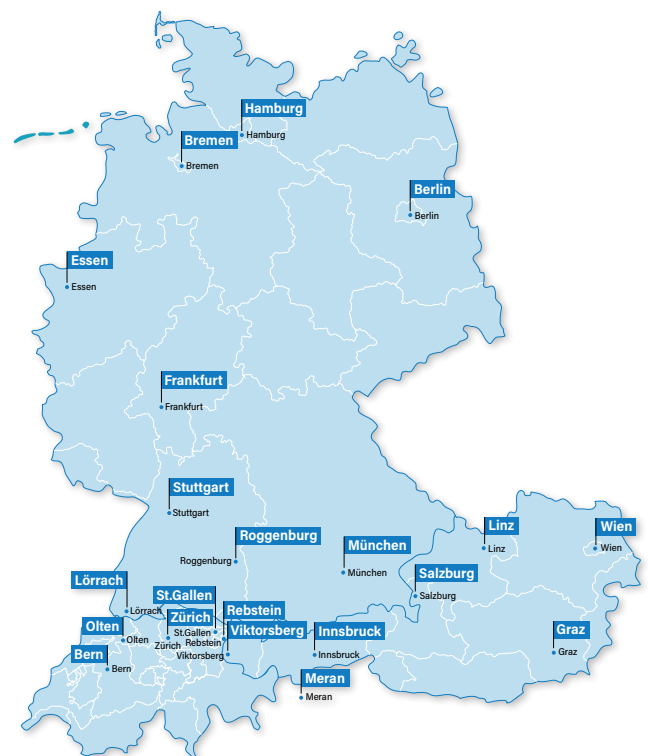 Hamburg
Hamburg
Bremen
Bremen
Berlin
Berlin
Essen
Essen
Frankfurt
Frankfurt
Stuttgart
Stuttgart
Roggenburg
Roggenburg
München
München
Linz
Linz
Wien
Wien
Salzburg
Salzburg
Lörrach
Lörrach
St.Gallen
St.Gallen
Rebstein
Rebstein
Zürich
Zürich
Olten
Olten
Viktorsberg
Viktorsberg
Innsbruck
Innsbruck
Graz
Graz
Bern
Bern
Meran
Meran